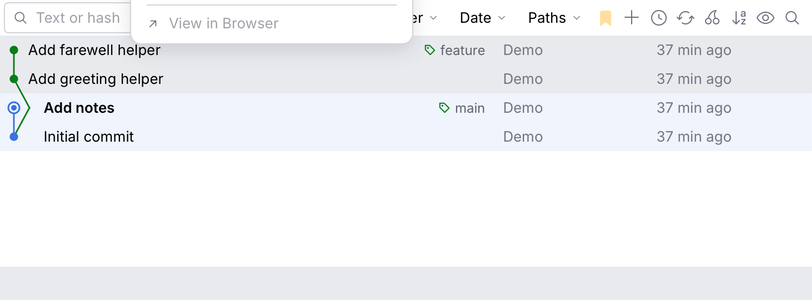 Text or hash
View in Browser
er Date Paths
Add farewell helper feature Demo 37 min ago
Add greeting helper Demo 37 min ago
Add notes main Demo 37 min ago
Initial commit Demo 37 min ago